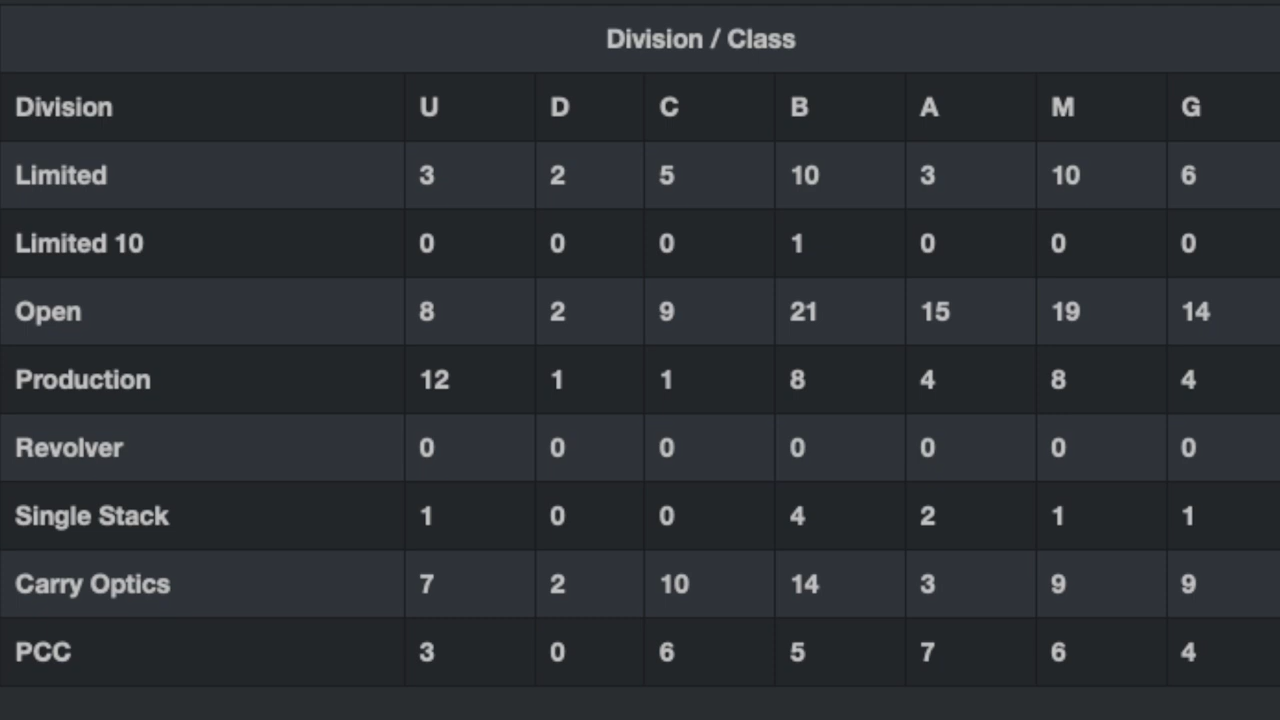 Division / Class
Division U D C B A M G
Limited 3 2 5 10 3 10 6
Limited 10 0 0 0 1 0 0 0
Open 8 2 9 21 15 19 14
Production 12 1 1 8 4 8 4
Revolver 0 0 0 0 0 0 0
Single Stack 1 0 0 4 2 1 1
Carry Optics 7 2 10 14 3 9 9
PCC 3 0 6 5 7 6 4